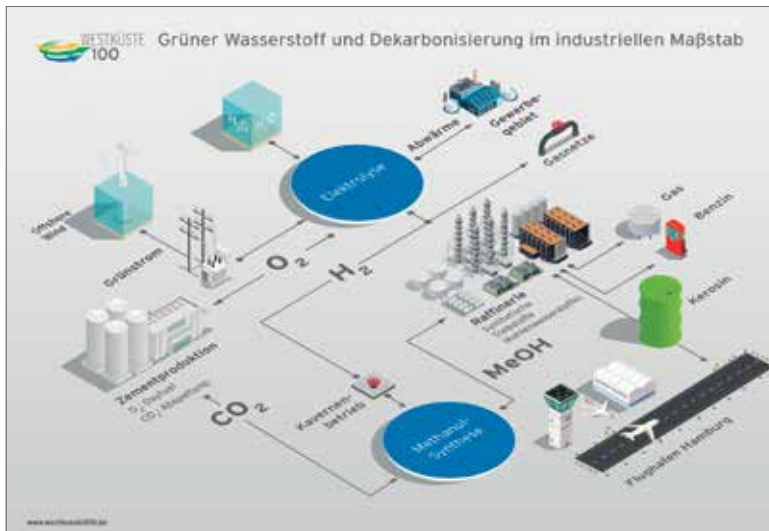 WESTKÜSTE
100
Grüner Wasserstoff und Dekarbonisierung im industriellen Maßstab
Abwärme
Gewerbe-
gebiet
Elektrolyse
Gasnetze
Gas
Benzin
Offshore
Wind
Grünstrom
O₂
H₂
Raffinerie
Synthetische
Kerosin
MeOH
Zementproduktion
CO₂
Kavernen-
betrieb
Methanol-
Synthese
Flughafen Hamburg